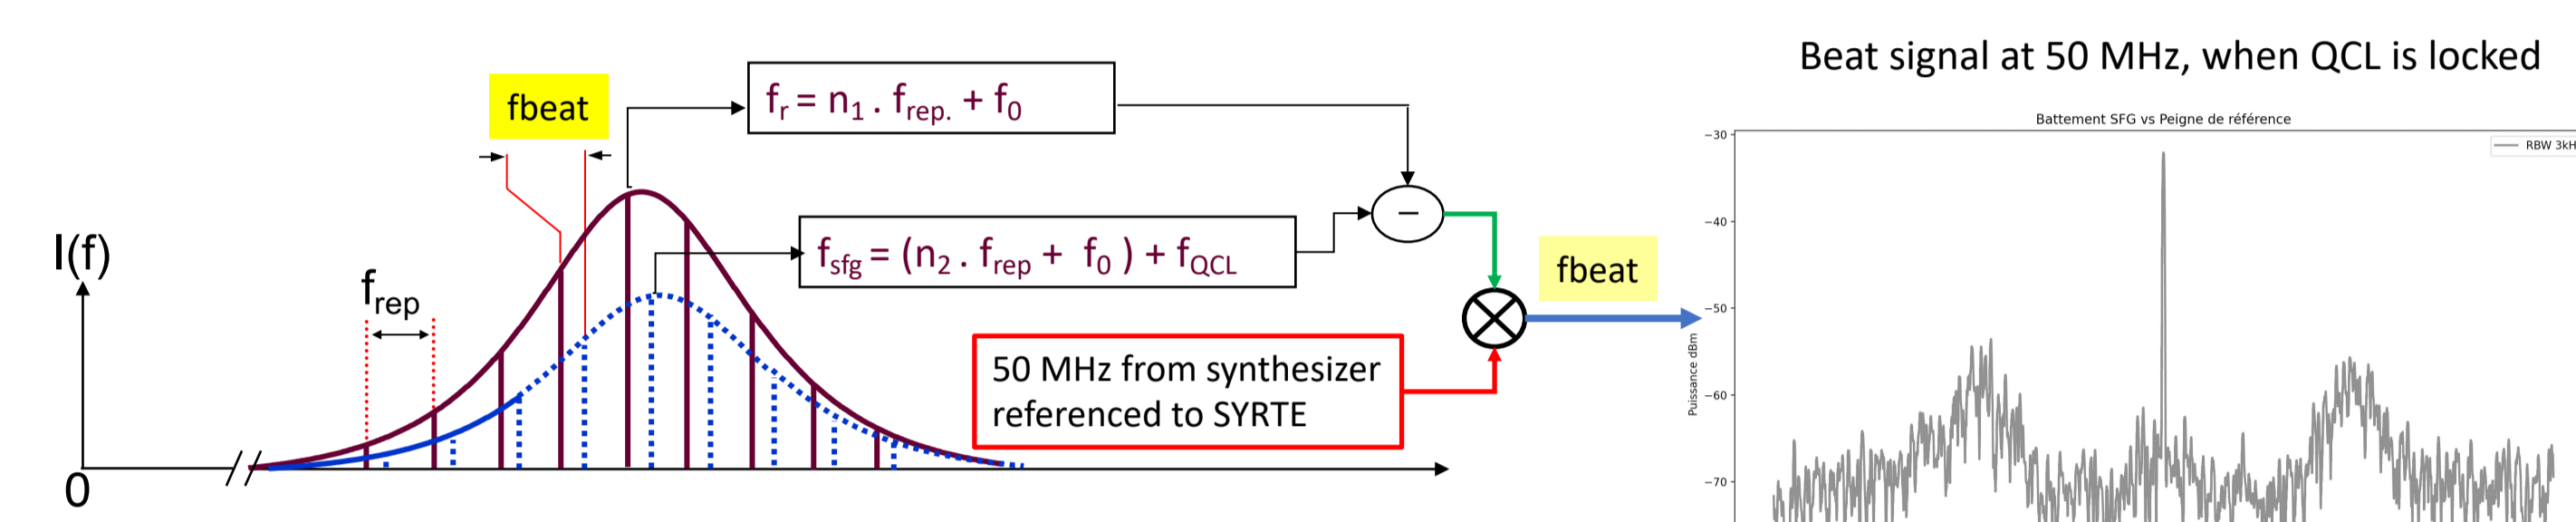 Beat signal at 50 MHz, when QCL is locked
fbeat
fr = n1 . frep. + f0
Battement SFG vs Peigne de référence
−30
RBW 3kH
−40
I(f)
frep
fsfg = (n2 . frep + f0 ) + fQCL
−
fbeat
−50
50 MHz from synthesizer
referenced to SYRTE
Puissance dBm
−60
−70
0